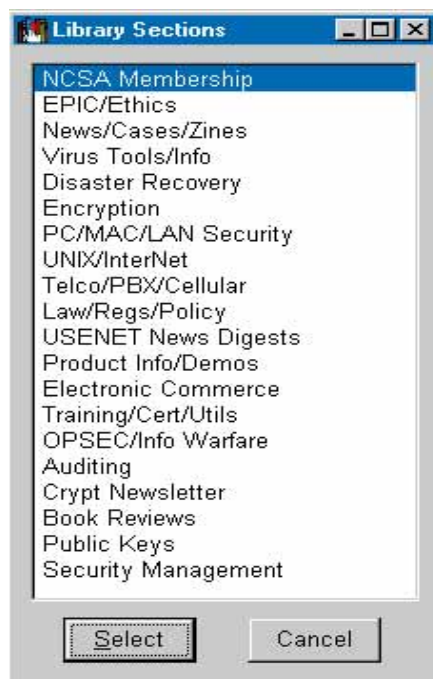 Library Sections
NCSA Membership
EPIC/Ethics
News/Cases/Zines
Virus Tools/Info
Disaster Recovery
Encryption
PC/MAC/LAN Security
UNIX/InterNet
Telco/PBX/Cellular
Law/Regs/Policy
USENET News Digests
Product Info/Demos
Electronic Commerce
Training/Cert/Utils
OPSEC/Info Warfare
Auditing
Crypt Newsletter
Book Reviews
Public Keys
Security Management
Select Cancel